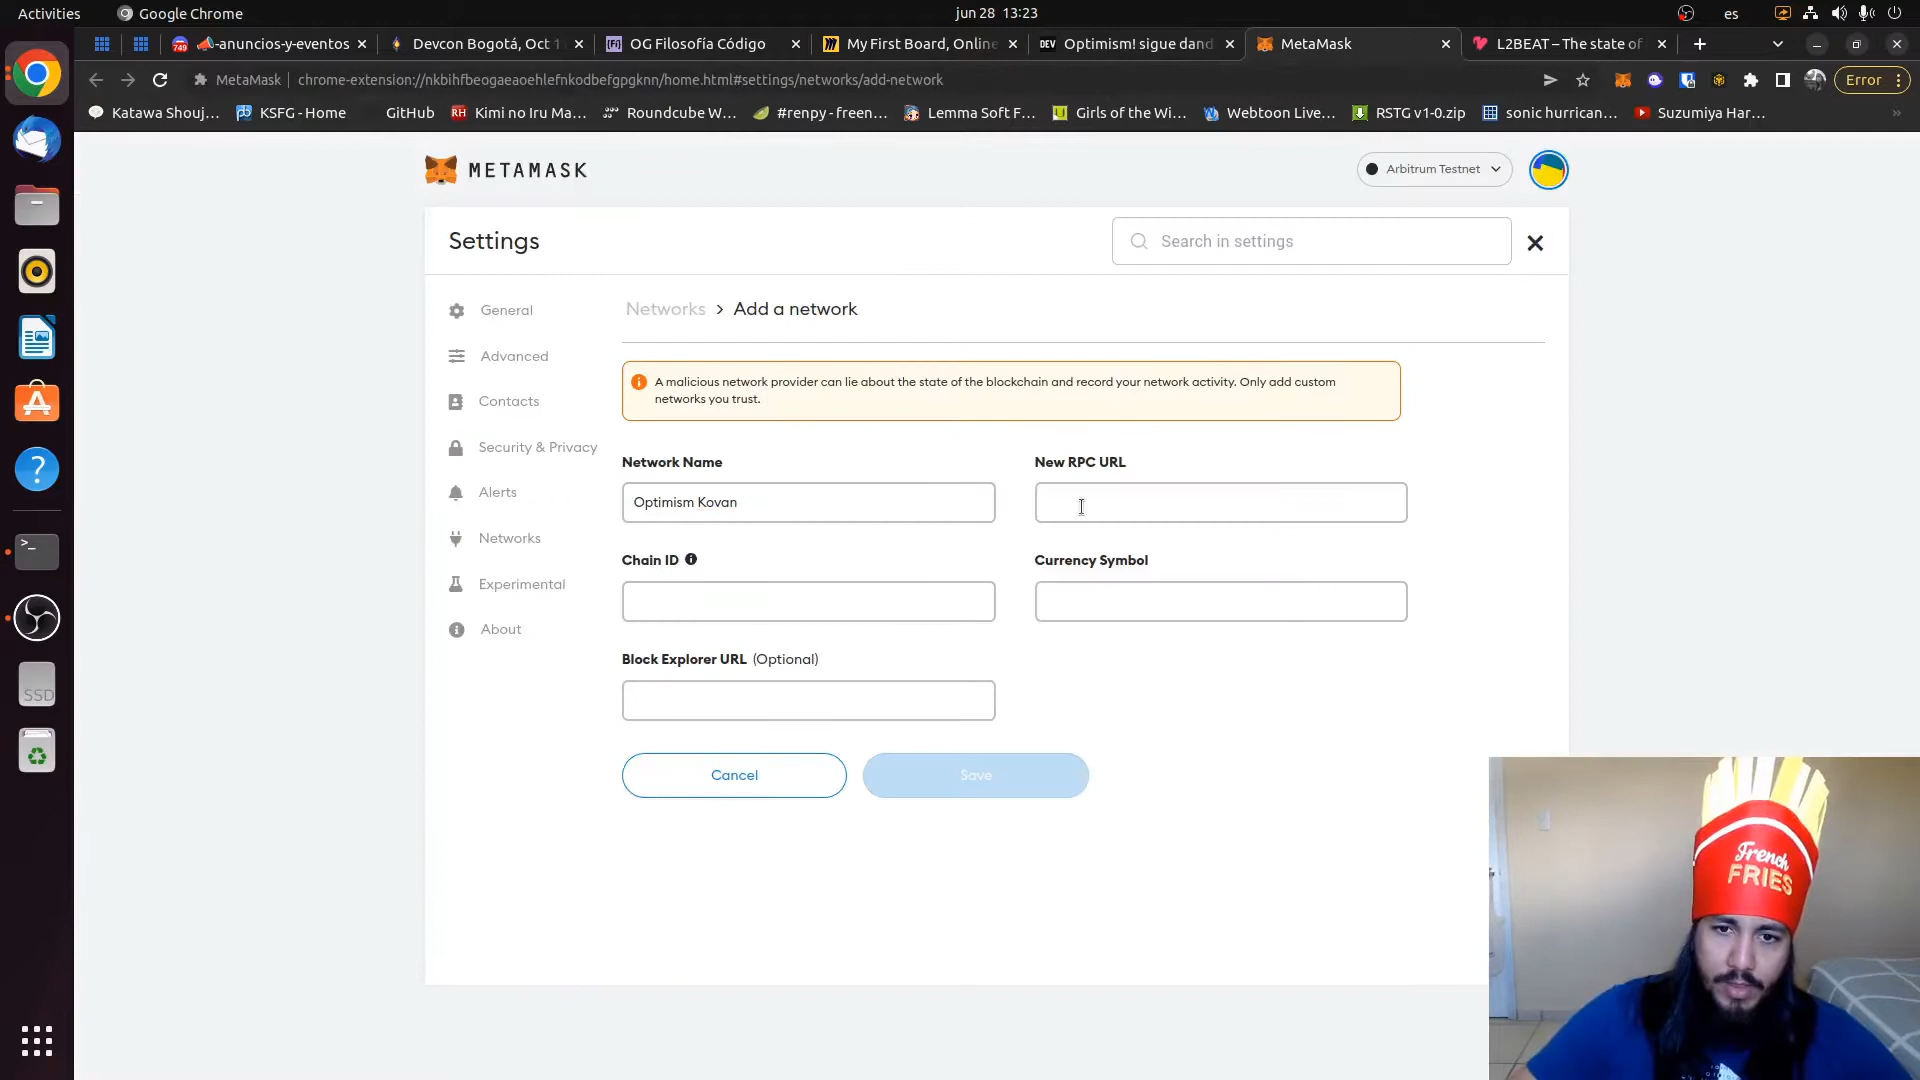 Activities
Google Chrome
jun 28 13:23
es
749
-anuncios-y-eventos
Devcon Bogotá, Oct 1
{Fi}
OG Filosofía Código
My First Board, Online
DEV
Optimism! sigue dand
MetaMask
L2BEAT – The state of
MetaMask
chrome-extension://nkbihfbeogaeaoehlefnkodbefgpgknn/home.html#settings/networks/add-network
Error
Katawa Shouj...
KSFG - Home
GitHub
RH
Kimi no Iru Ma...
Roundcube W...
#renpy - freen...
Lemma Soft F...
Girls of the Wi...
Webtoon Live...
RSTG v1-0.zip
sonic hurrican...
Suzumiya Har...
»
METAMASK
Arbitrum Testnet
Settings
Search in settings
General
Advanced
Contacts
Security & Privacy
Alerts
Networks
Experimental
About
Networks > Add a network
A malicious network provider can lie about the state of the blockchain and record your network activity. Only add custom
networks you trust.
Network Name
Optimism Kovan
New RPC URL
Chain ID
Currency Symbol
Block Explorer URL (Optional)
Cancel
Save
SSD
French
FRIES